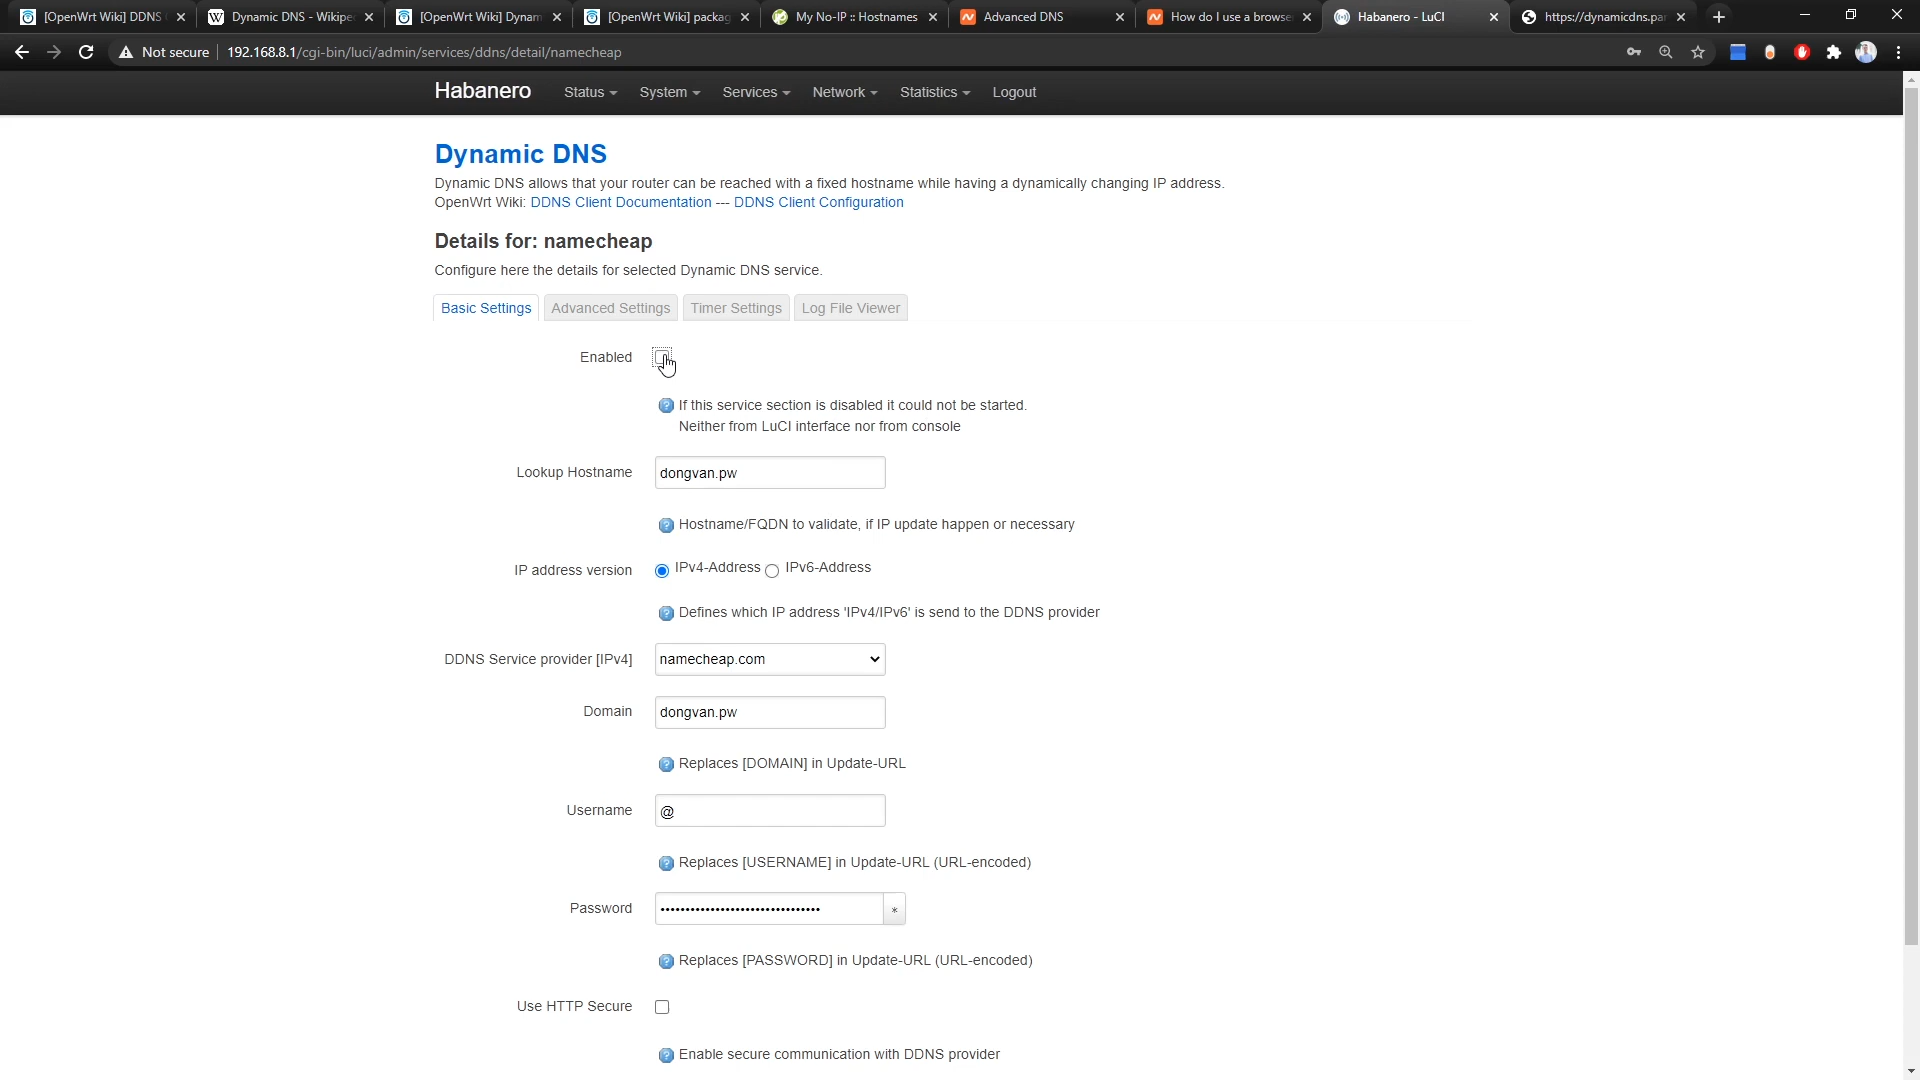 [OpenWrt Wiki] DDNS
Dynamic DNS - Wikiped
[OpenWrt Wiki] Dynam
[OpenWrt Wiki] packag
My No-IP :: Hostnames
Advanced DNS
How do I use a browse
Habanero - LuCI
https://dynamicdns.par
Not secure
192.168.8.1/cgi-bin/luci/admin/services/ddns/detail/namecheap
Habanero
Status
System
Services
Network
Statistics
Logout
Dynamic DNS
Dynamic DNS allows that your router can be reached with a fixed hostname while having a dynamically changing IP address.
OpenWrt Wiki: DDNS Client Documentation --- DDNS Client Configuration
Details for: namecheap
Configure here the details for selected Dynamic DNS service.
Basic Settings
Advanced Settings
Timer Settings
Log File Viewer
Enabled
If this service section is disabled it could not be started.
Neither from LuCI interface nor from console
Lookup Hostname
dongvan.pw
Hostname/FQDN to validate, if IP update happen or necessary
IP address version
IPv4-Address
IPv6-Address
Defines which IP address 'IPv4/IPv6' is send to the DDNS provider
DDNS Service provider [IPv4]
namecheap.com
Domain
dongvan.pw
Replaces [DOMAIN] in Update-URL
Username
@
Replaces [USERNAME] in Update-URL (URL-encoded)
Password
••••••••••••••••••••••••••••••••
*
Replaces [PASSWORD] in Update-URL (URL-encoded)
Use HTTP Secure
Enable secure communication with DDNS provider